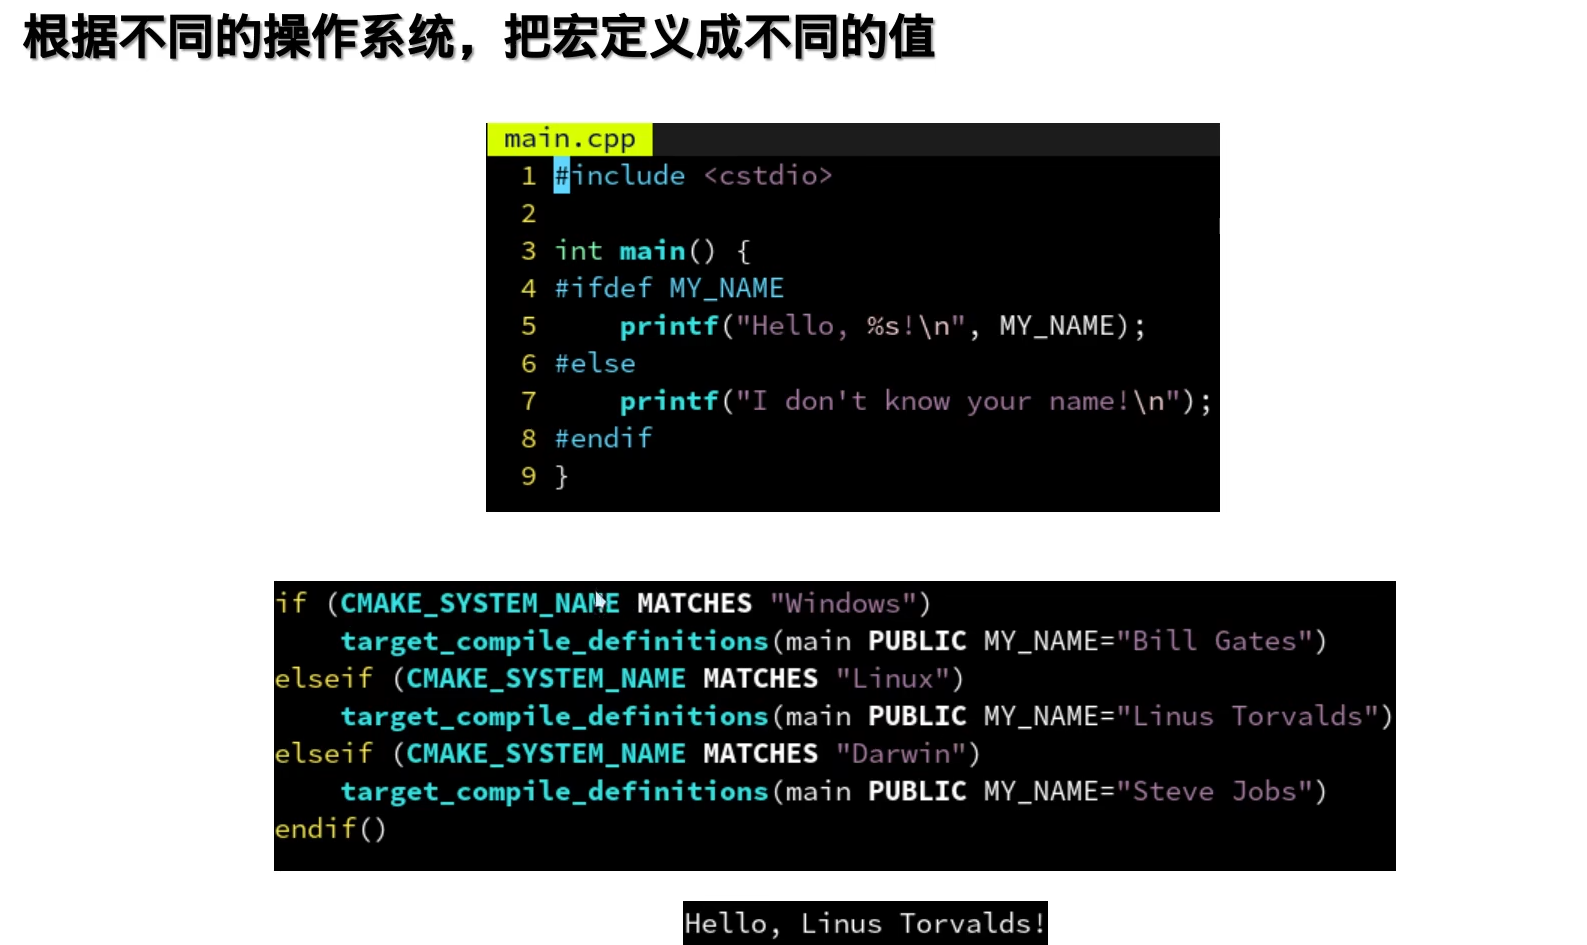 根据不同的操作系统，把宏定义成不同的值
main.cpp
1 #include <cstdio>
2
3 int main() {
4 #ifdef MY_NAME
5     printf("Hello, %s!\n", MY_NAME);
6 #else
7     printf("I don't know your name!\n");
8 #endif
9 }
if (CMAKE_SYSTEM_NAME MATCHES "Windows")
    target_compile_definitions(main PUBLIC MY_NAME="Bill Gates")
elseif (CMAKE_SYSTEM_NAME MATCHES "Linux")
    target_compile_definitions(main PUBLIC MY_NAME="Linus Torvalds")
elseif (CMAKE_SYSTEM_NAME MATCHES "Darwin")
    target_compile_definitions(main PUBLIC MY_NAME="Steve Jobs")
endif()
Hello, Linus Torvalds!